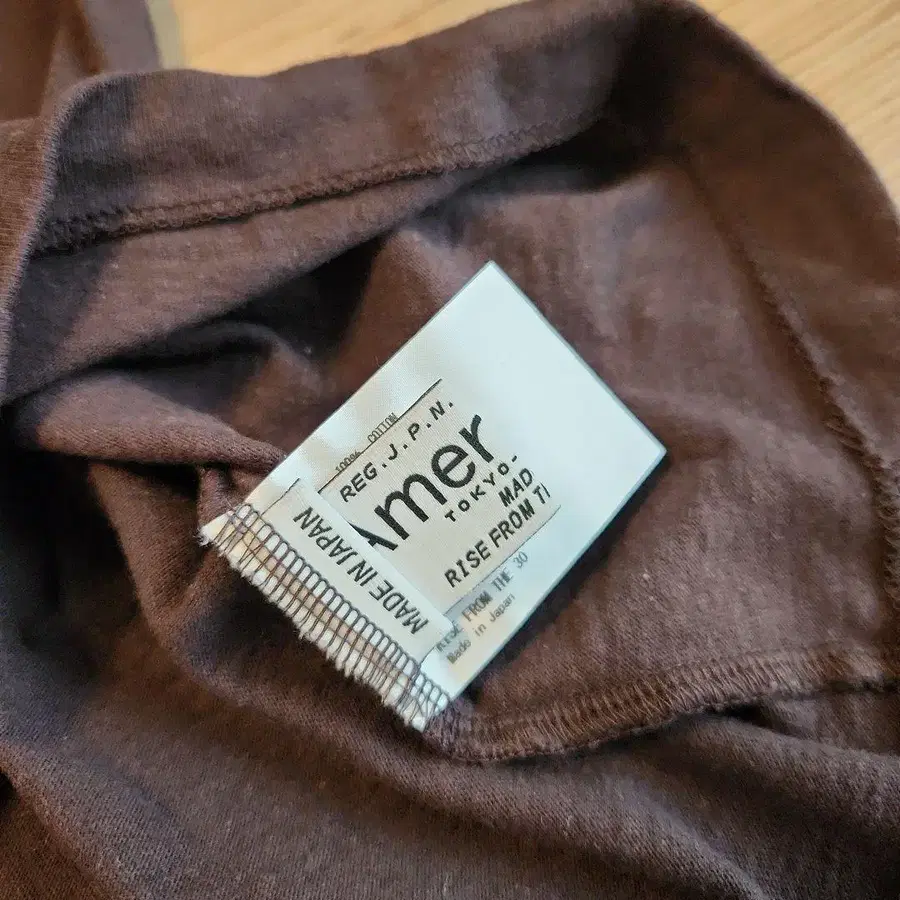 100% COTTON
REG.J.P.N.
Amer
TOKYO-
MAD
RISE FROM TI
MADE IN JAPAN
RISE FROM THE 30
Made in Japan